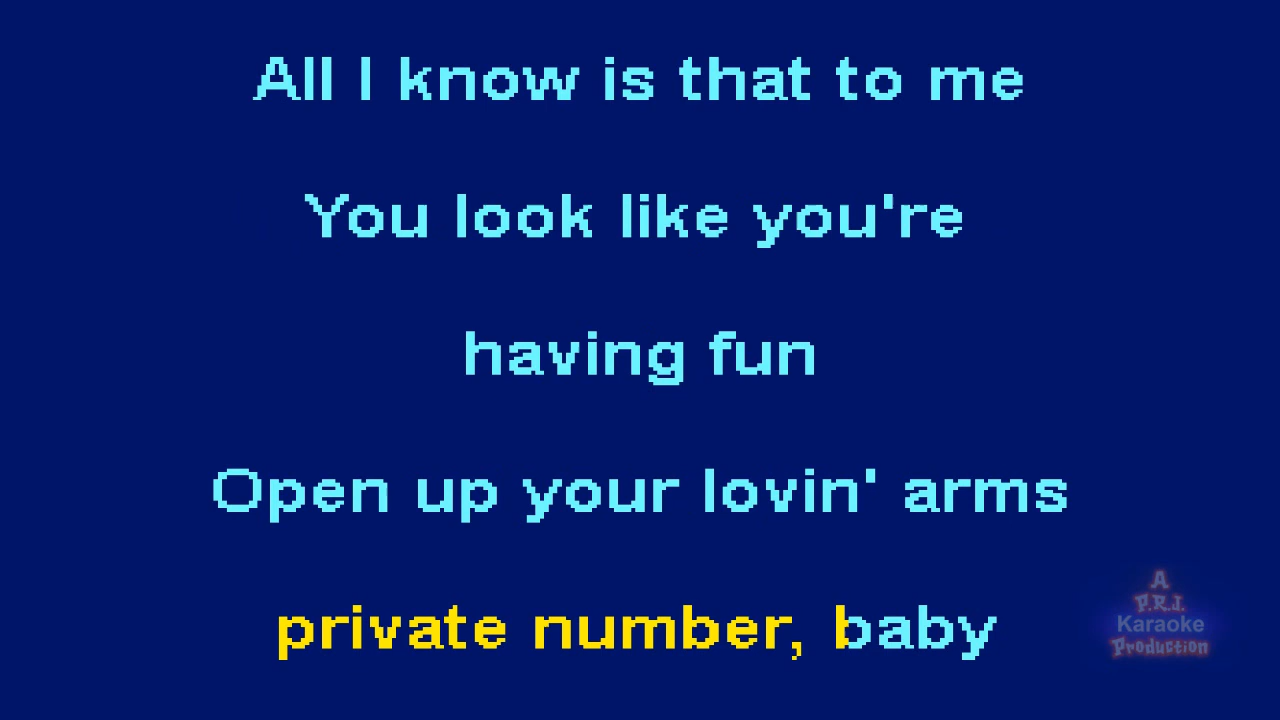 All I know is that to me
You look like you're
having fun
Open up your lovin' arms
private number, baby
A
P.R.J.
Karaoke
Production